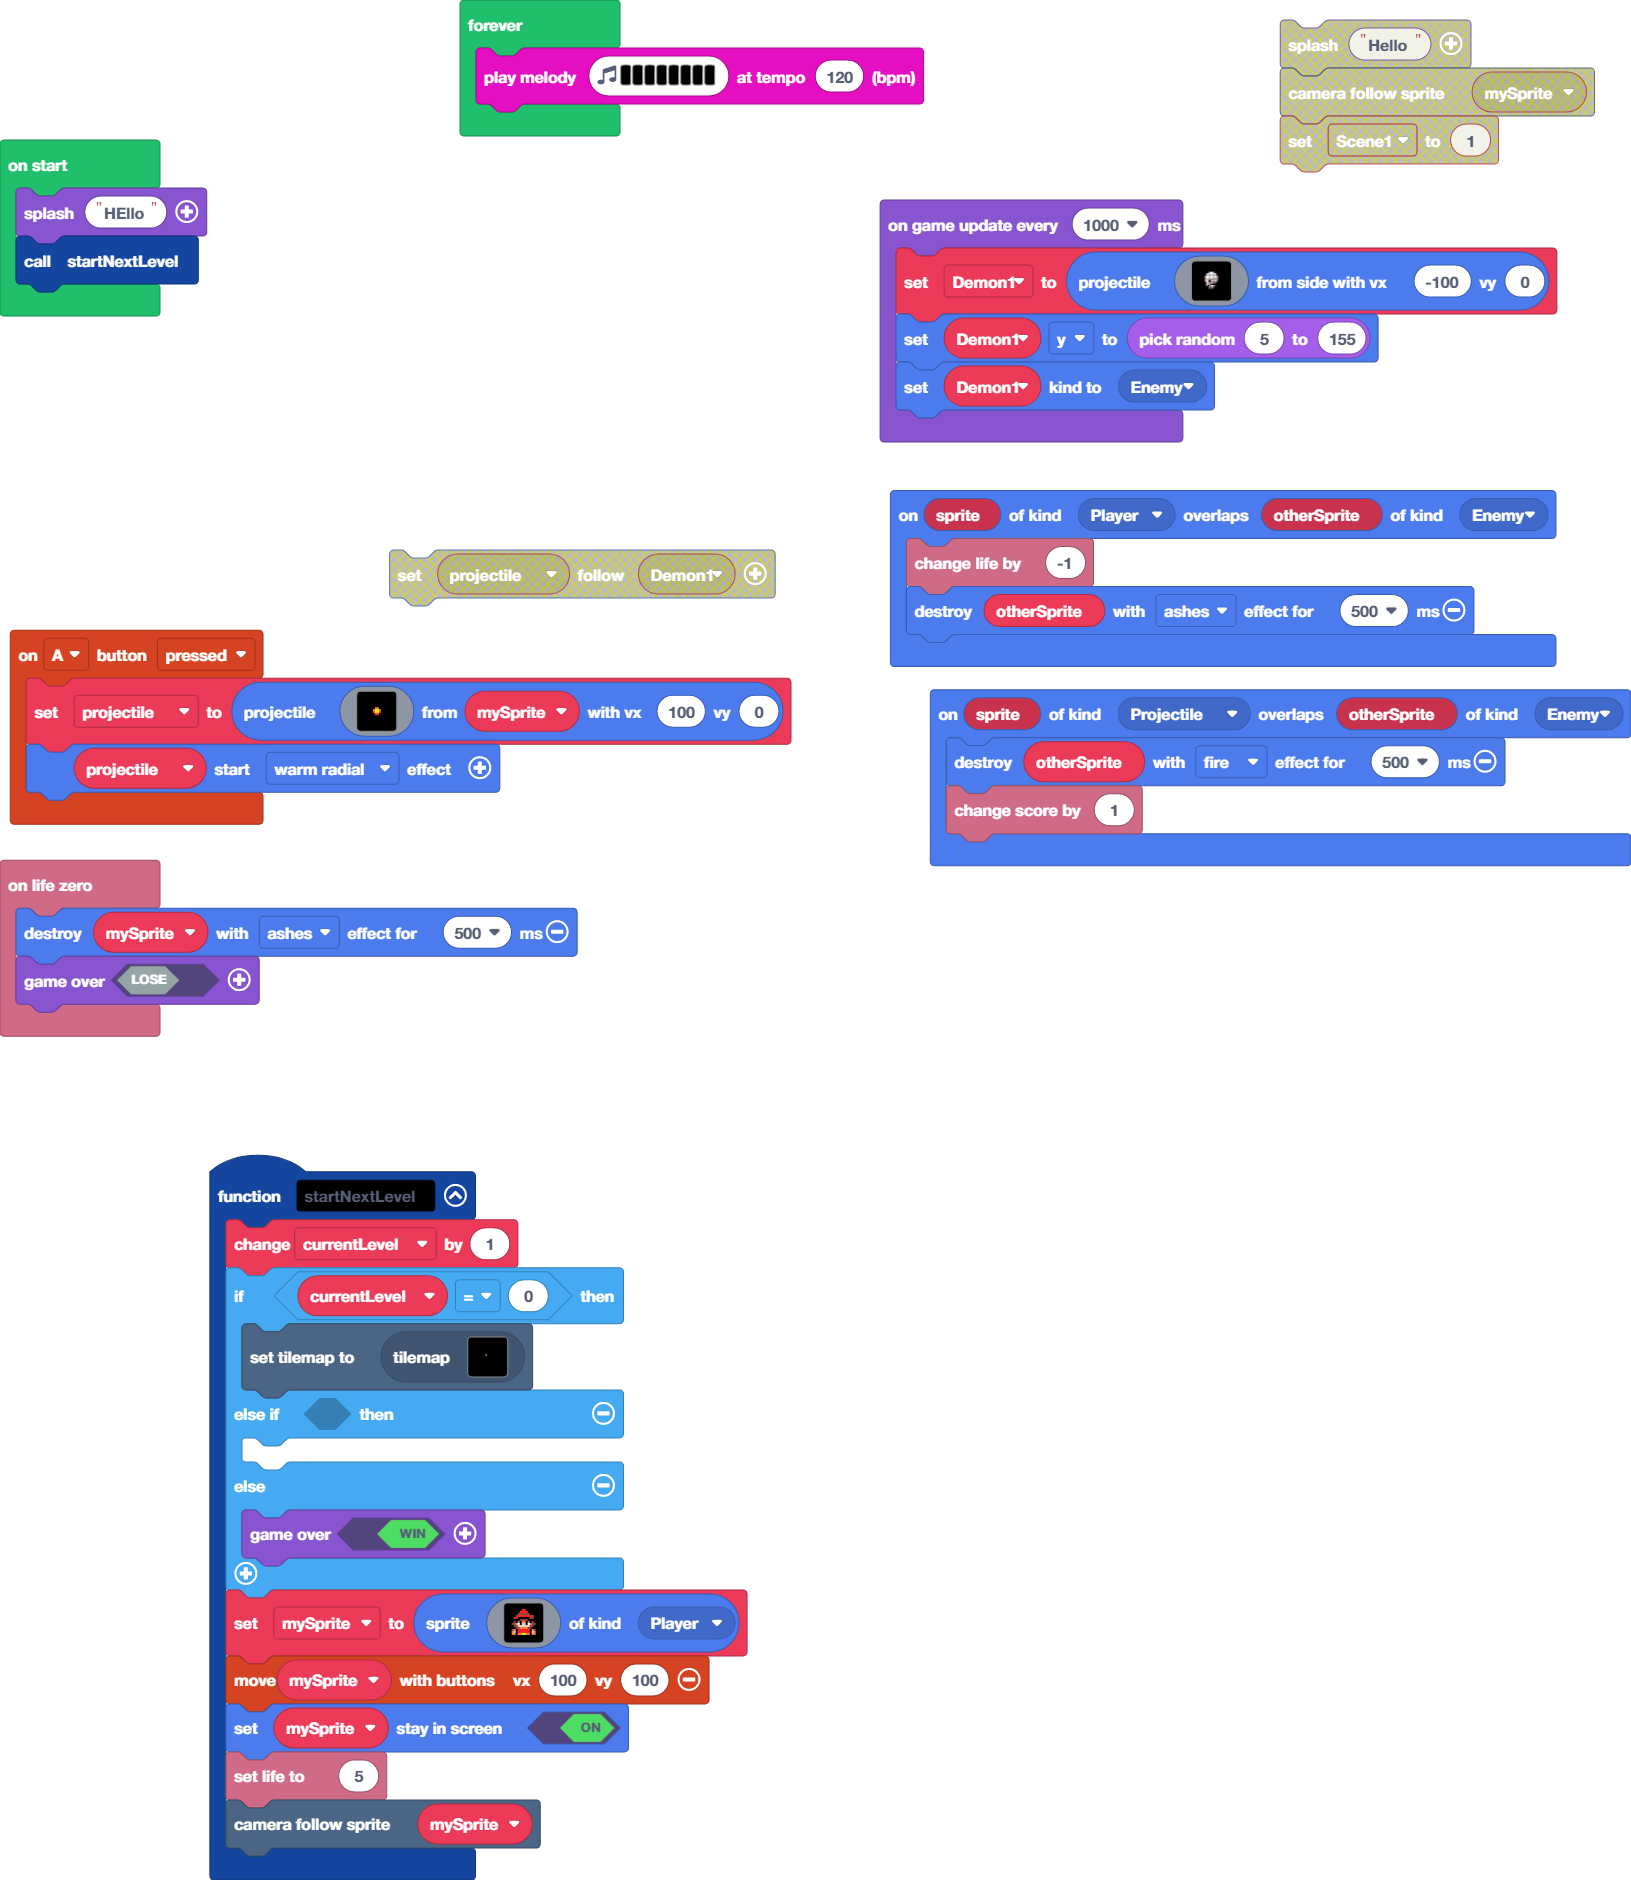 forever
play melody at tempo 120 (bpm)
splash "Hello"
camera follow sprite mySprite
set Scene1 to 1
on start
splash "HEllo"
call startNextLevel
on game update every 1000 ms
set Demon1 to projectile from side with vx -100 vy 0
set Demon1 y to pick random 5 to 155
set Demon1 kind to Enemy
on sprite of kind Player overlaps otherSprite of kind Enemy
change life by -1
destroy otherSprite with ashes effect for 500 ms
set projectile follow Demon1
on A button pressed
set projectile to projectile from mySprite with vx 100 vy 0
projectile start warm radial effect
on sprite of kind Projectile overlaps otherSprite of kind Enemy
destroy otherSprite with fire effect for 500 ms
change score by 1
on life zero
destroy mySprite with ashes effect for 500 ms
game over LOSE
function startNextLevel
change currentLevel by 1
if currentLevel = 0 then
set tilemap to tilemap
else if then
else
game over WIN
set mySprite to sprite of kind Player
move mySprite with buttons vx 100 vy 100
set mySprite stay in screen ON
set life to 5
camera follow sprite mySprite